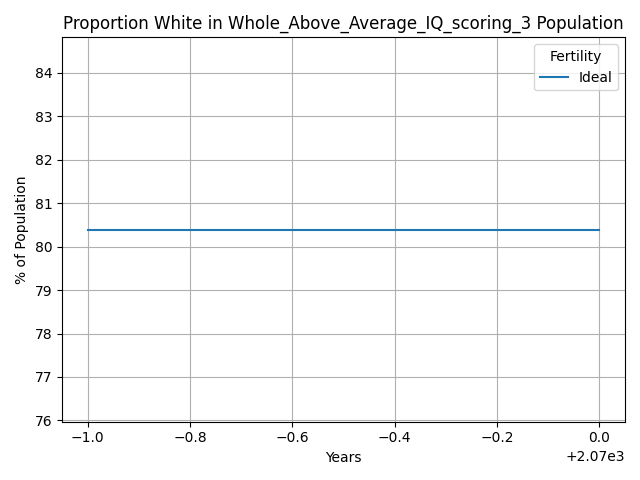 Proportion White in Whole_Above_Average_IQ_scoring_3 Population
Fertility
Ideal
% of Population
84
83
82
81
80
79
78
77
76
−1.0
−0.8
−0.6
−0.4
−0.2
0.0
+2.07e3
Years